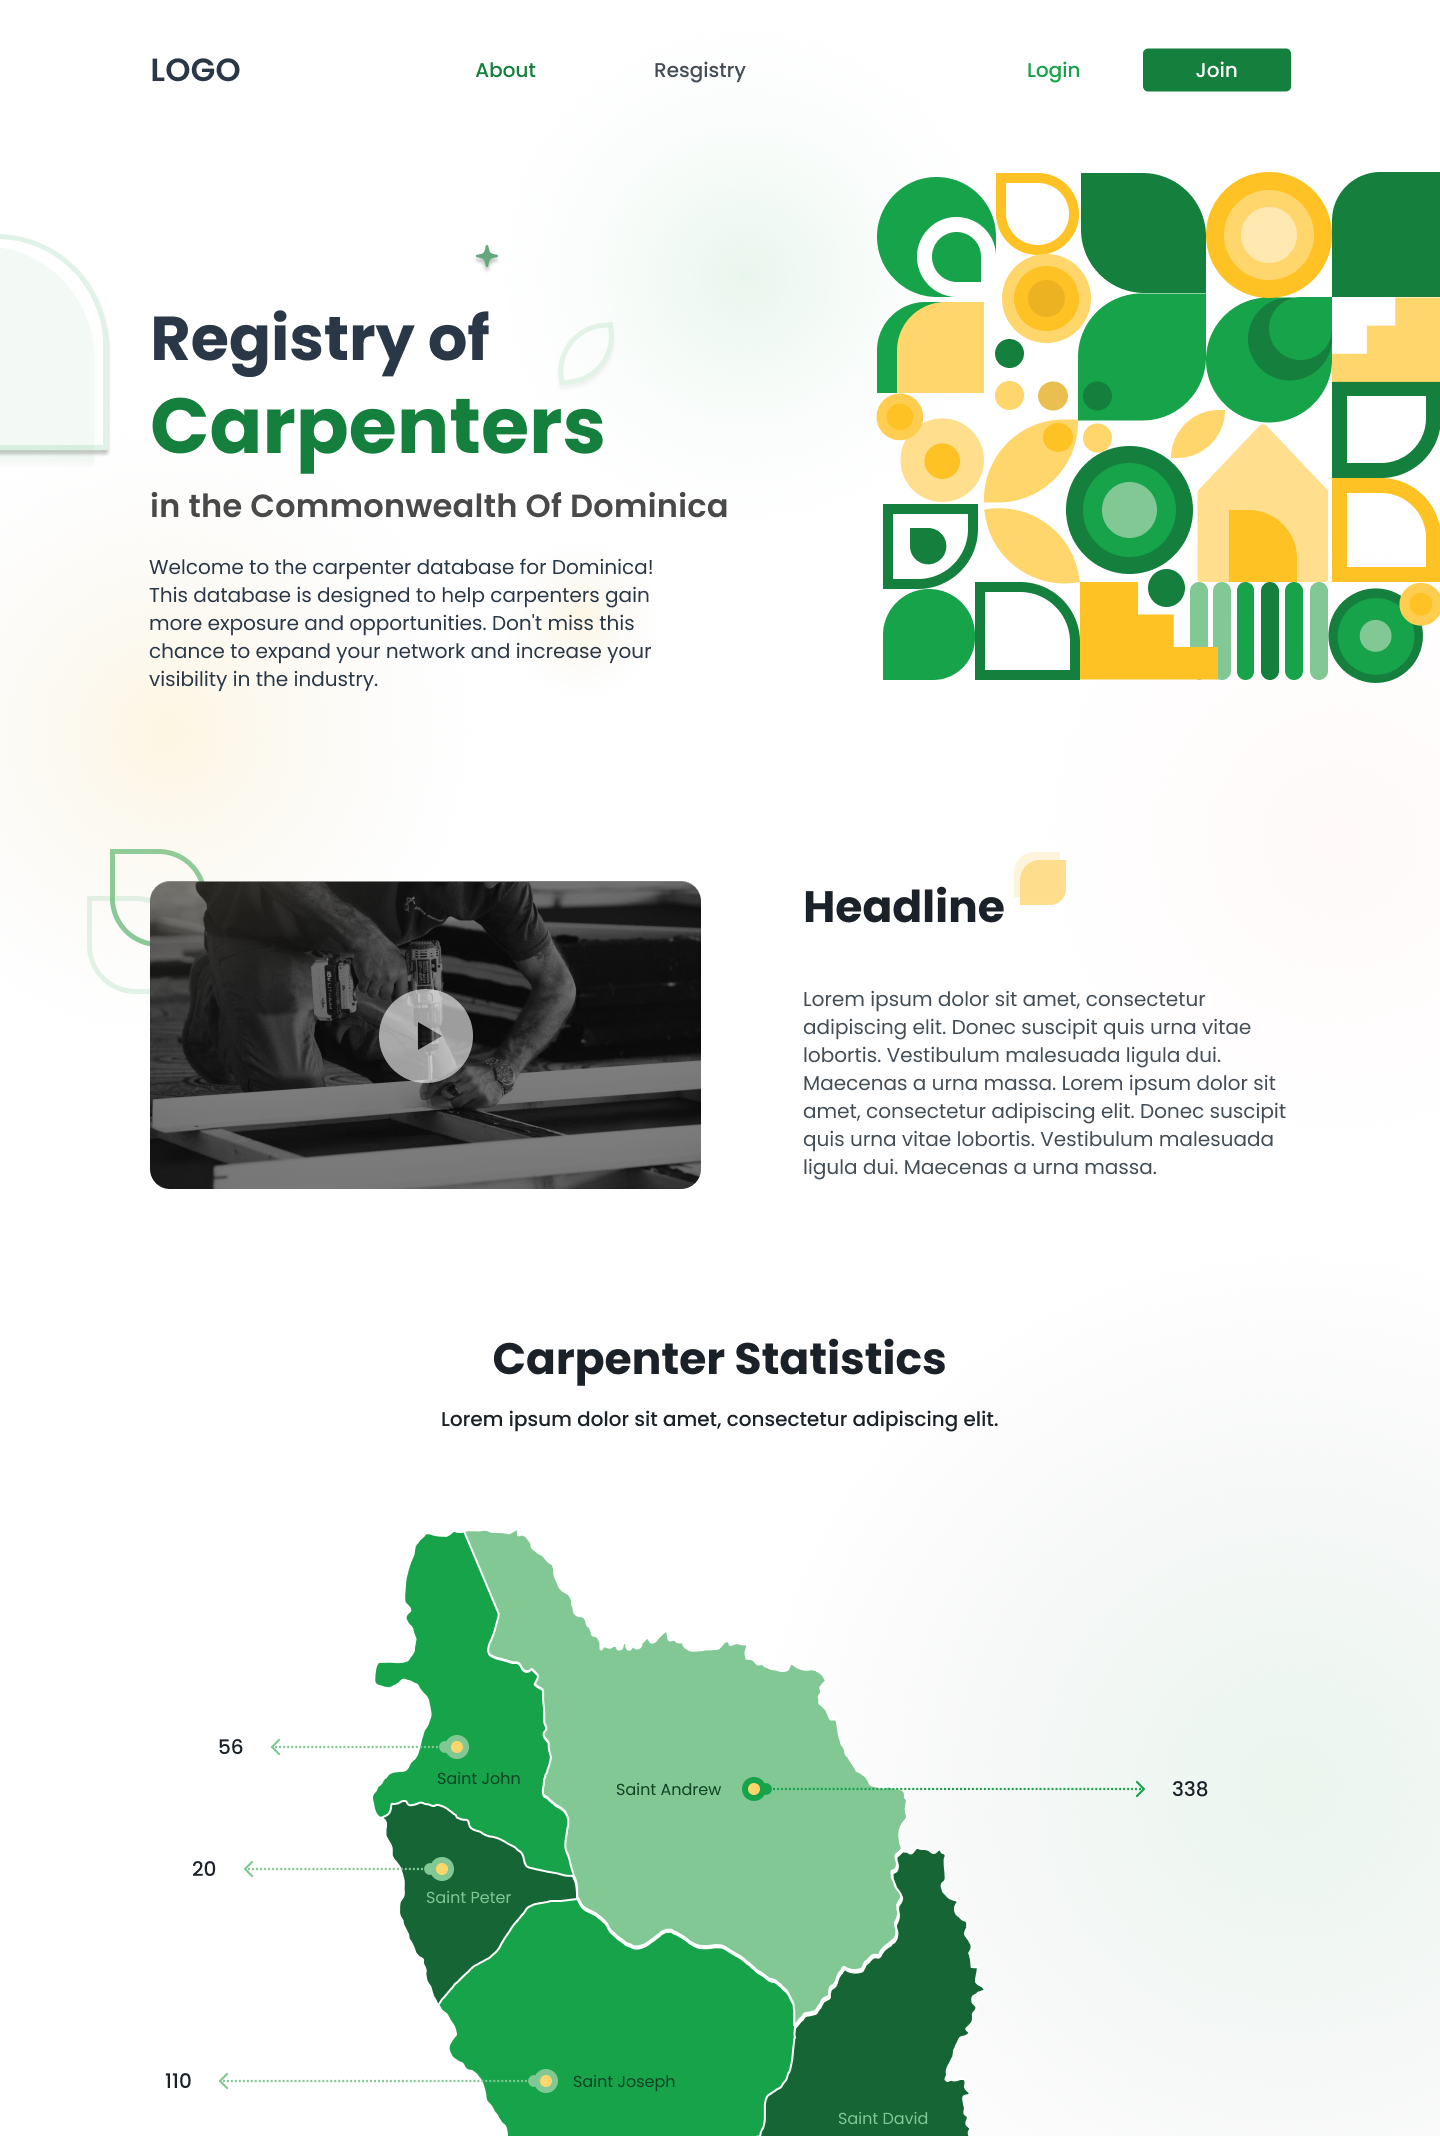 LOGO
About
Resgistry
Login
Join
Registry of
Carpenters
in the Commonwealth Of Dominica
Welcome to the carpenter database for Dominica!
This database is designed to help carpenters gain
more exposure and opportunities. Don't miss this
chance to expand your network and increase your
visibility in the industry.
Headline
Lorem ipsum dolor sit amet, consectetur
adipiscing elit. Donec suscipit quis urna vitae
lobortis. Vestibulum malesuada ligula dui.
Maecenas a urna massa. Lorem ipsum dolor sit
amet, consectetur adipiscing elit. Donec suscipit
quis urna vitae lobortis. Vestibulum malesuada
ligula dui. Maecenas a urna massa.
Carpenter Statistics
Lorem ipsum dolor sit amet, consectetur adipiscing elit.
56
Saint John
Saint Andrew
338
20
Saint Peter
110
Saint Joseph
Saint David